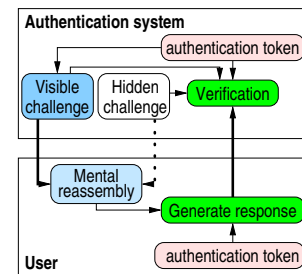 Authentication system
authentication token
Visible
challenge
Hidden
challenge
Verification
Mental
reassembly
Generate response
User
authentication token